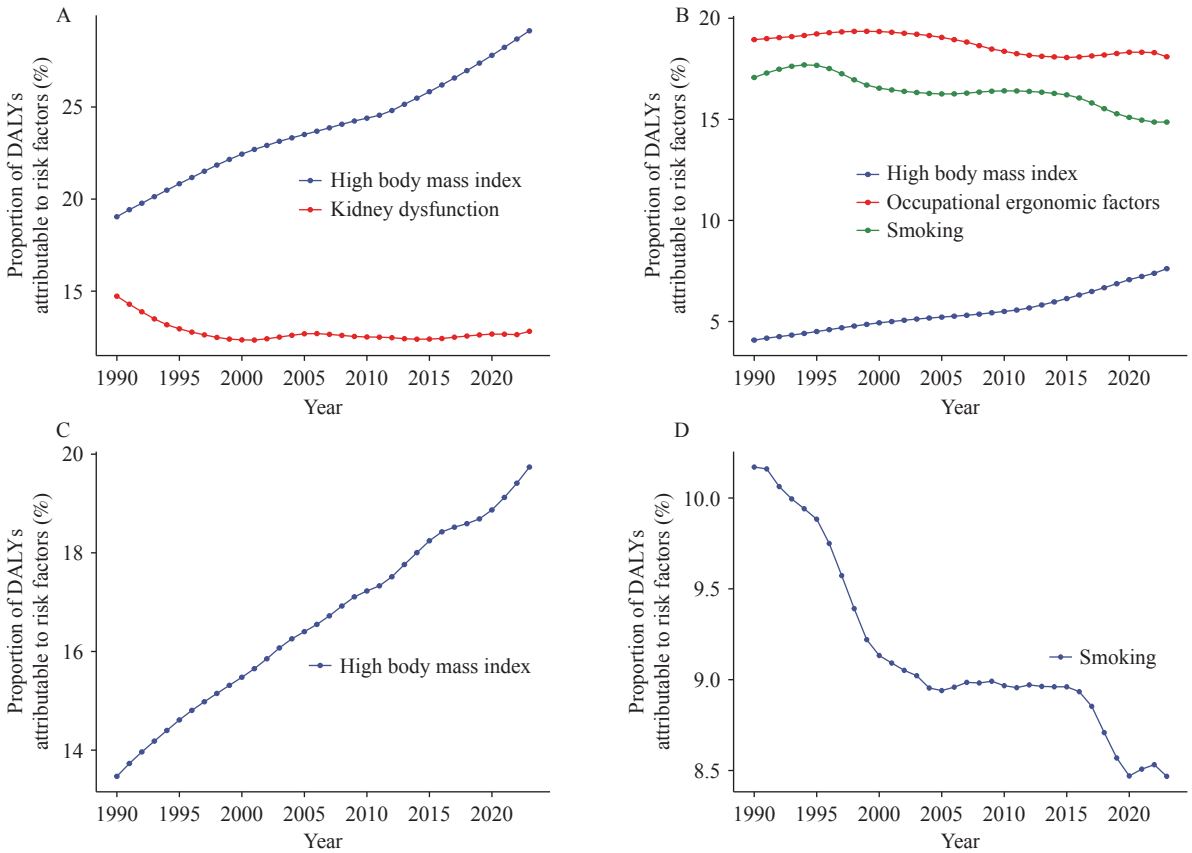 A
Proportion of DALYs
attributable to risk factors (%)
25
20
15
High body mass index
Kidney dysfunction
1990 1995 2000 2005 2010 2015 2020
Year
B
Proportion of DALYs
attributable to risk factors (%)
20
15
10
5
High body mass index
Occupational ergonomic factors
Smoking
1990 1995 2000 2005 2010 2015 2020
Year
C
Proportion of DALYs
attributable to risk factors (%)
20
18
16
14
High body mass index
1990 1995 2000 2005 2010 2015 2020
Year
D
Proportion of DALYs
attributable to risk factors (%)
10.0
9.5
9.0
8.5
Smoking
1990 1995 2000 2005 2010 2015 2020
Year